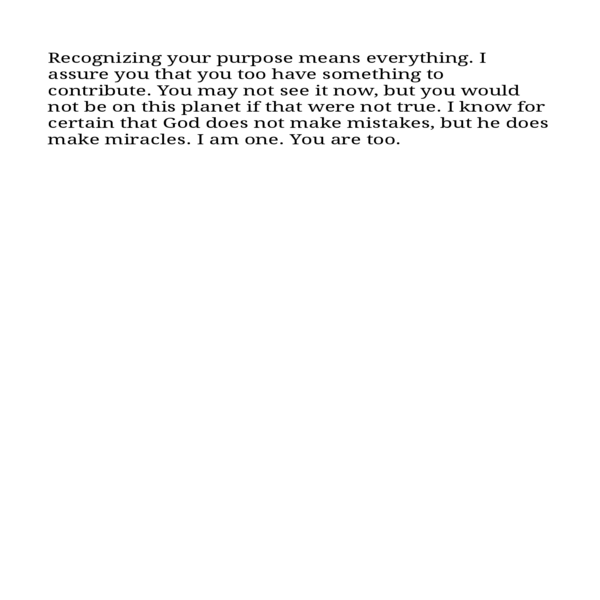 Recognizing your purpose means everything. I
assure you that you too have something to
contribute. You may not see it now, but you would
not be on this planet if that were not true. I know for
certain that God does not make mistakes, but he does
make miracles. I am one. You are too.